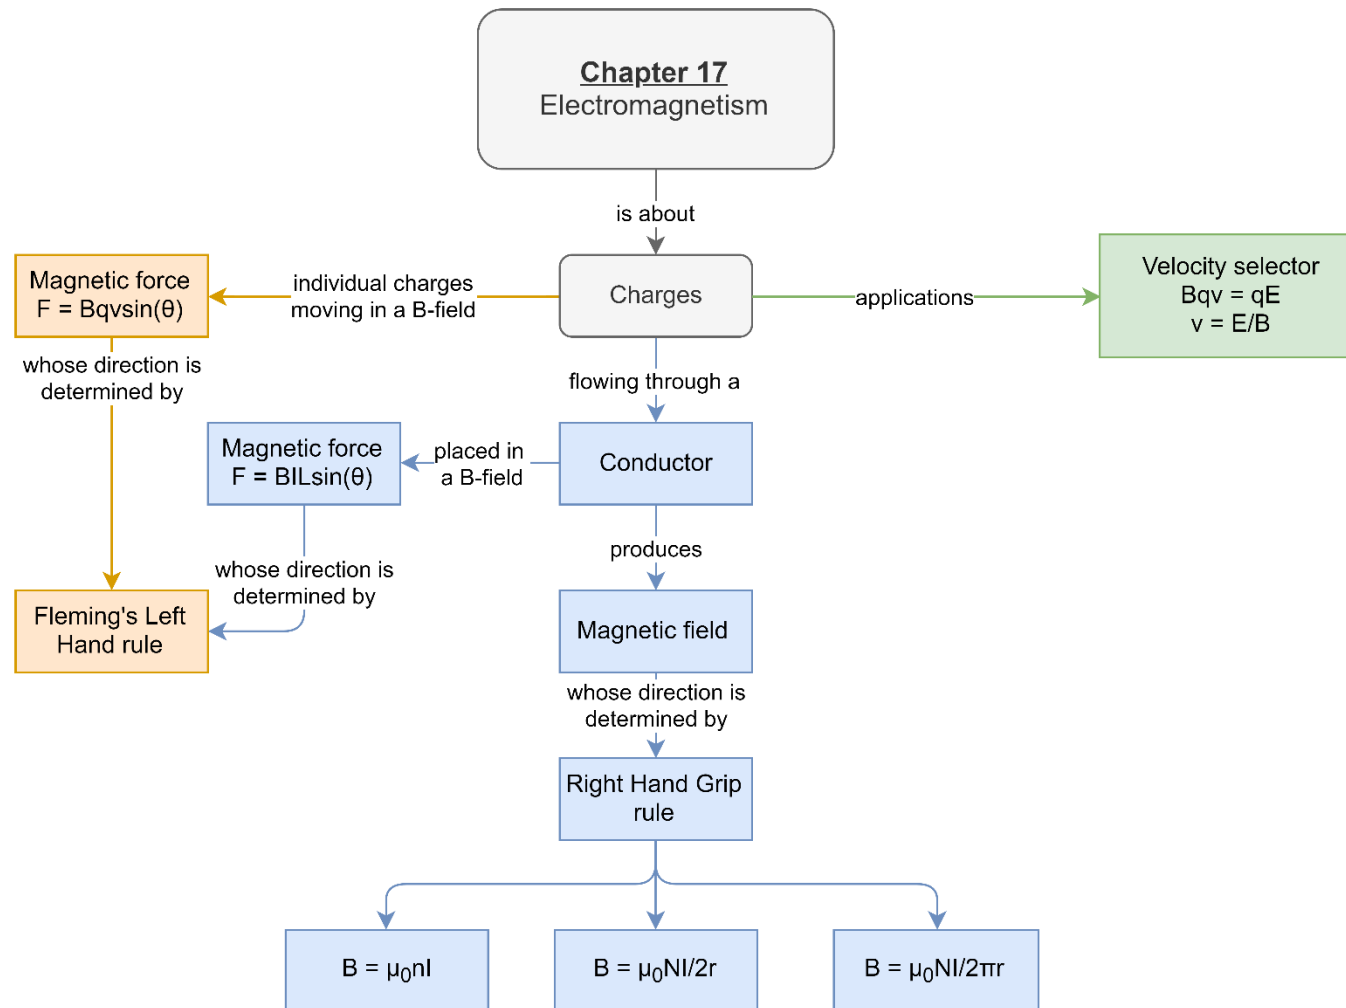 Chapter 17
Electromagnetism
is about
Magnetic force
F = Bqvsin(θ)
individual charges
moving in a B-field
Charges
applications
Velocity selector
Bqv = qE
v = E/B
whose direction is
determined by
flowing through a
Magnetic force
F = BILsin(θ)
placed in
a B-field
Conductor
whose direction is
determined by
produces
Fleming's Left
Hand rule
Magnetic field
whose direction is
determined by
Right Hand Grip
rule
B = μ₀nI
B = μ₀NI/2r
B = μ₀NI/2πr